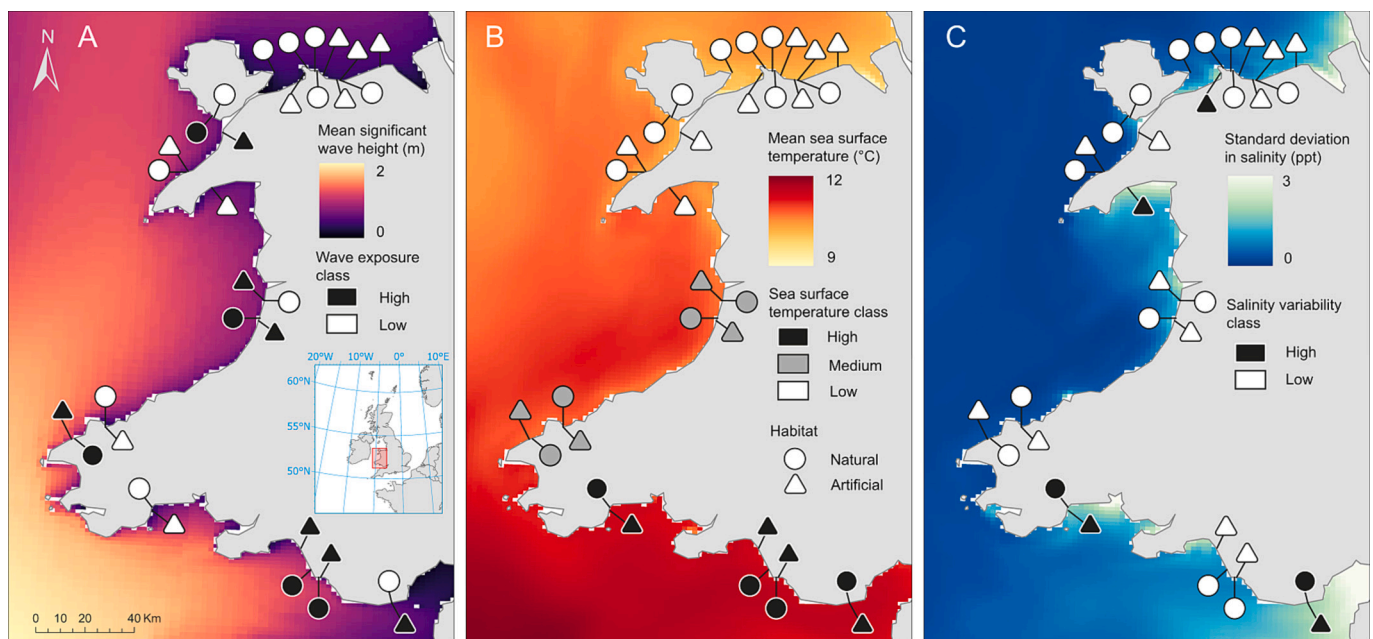 A
N
Mean significant
wave height (m)
2
0
Wave exposure
class
High
Low
20°W 10°W 0° 10°E
60°N
55°N
50°N
0 10 20 40 Km
B
Mean sea surface
temperature (°C)
12
9
Sea surface
temperature class
High
Medium
Low
Habitat
Natural
Artificial
C
Standard deviation
in salinity (ppt)
3
0
Salinity variability
class
High
Low